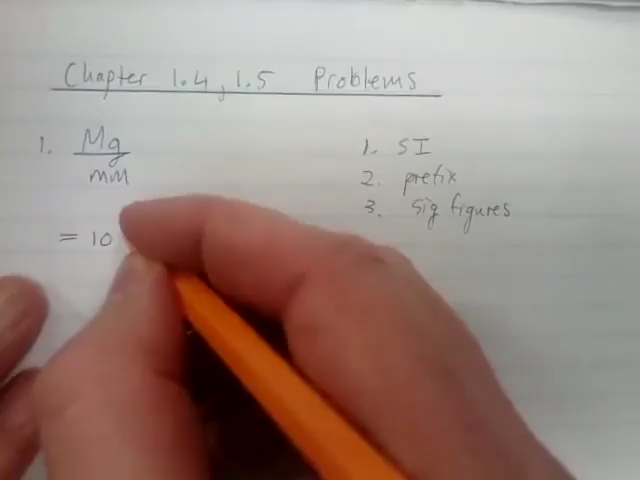 Chapter 1.4, 1.5 Problems
1. Mg
mm
= 10
1. SI
2. prefix
3. sig figures